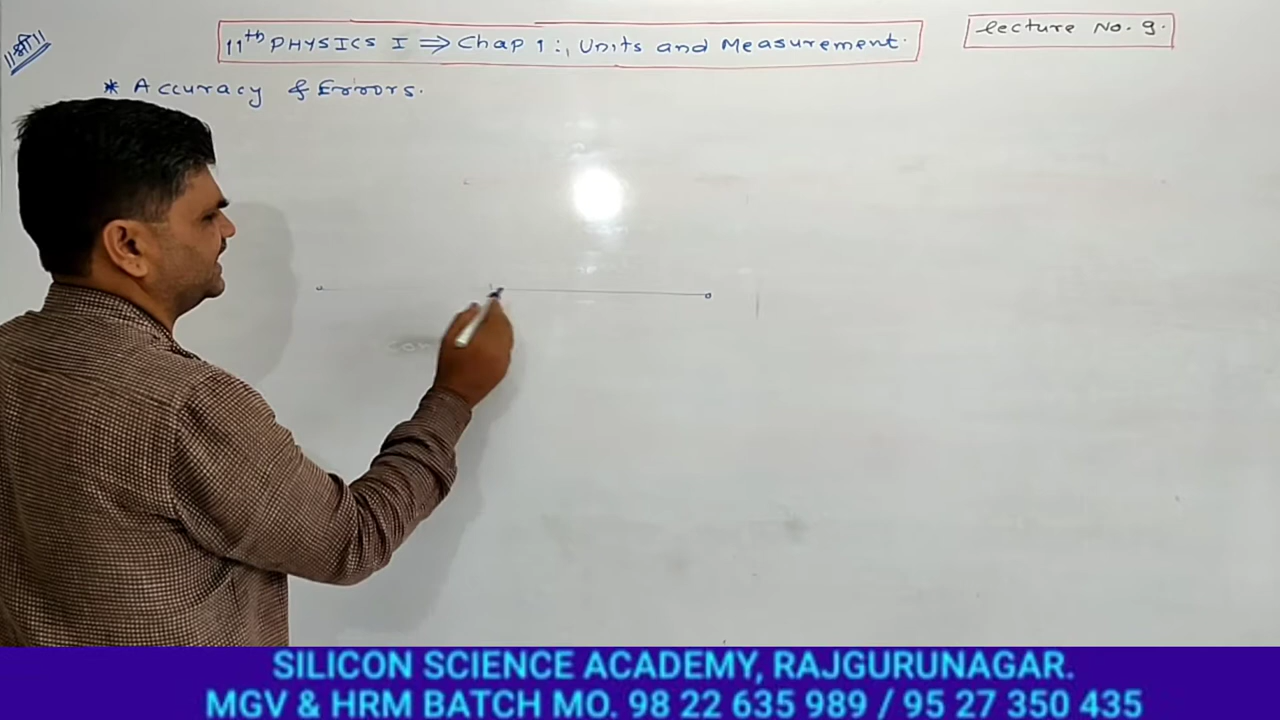 ॥श्री॥
11th PHYSICS I ⇒ Chap 1:, Units and Measurement.
Lecture No. 9.
* Accuracy & Errors.
SILICON SCIENCE ACADEMY, RAJGURUNAGAR.
MGV & HRM BATCH MO. 98 22 635 989 / 95 27 350 435